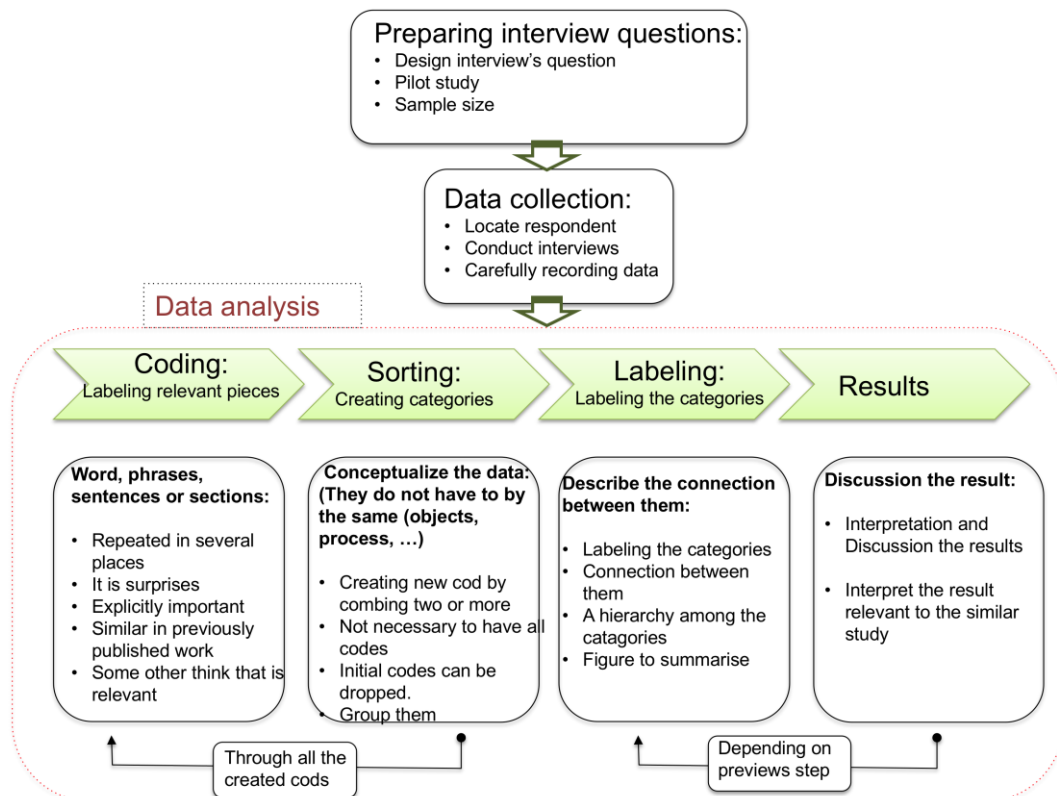 Preparing interview questions:
• Design interview's question
• Pilot study
• Sample size
Data collection:
• Locate respondent
• Conduct interviews
• Carefully recording data
Data analysis
Coding:
Labeling relevant pieces
Sorting:
Creating categories
Labeling:
Labeling the categories
Results
Word, phrases,
sentences or sections:
• Repeated in several
places
• It is surprises
• Explicitly important
• Similar in previously
published work
• Some other think that is
relevant
Conceptualize the data:
(They do not have to by
the same (objects,
process, ...)
• Creating new cod by
combing two or more
• Not necessary to have all
codes
• Initial codes can be
dropped.
• Group them
Describe the connection
between them:
• Labeling the categories
• Connection between
them
• A hierarchy among the
catagories
• Figure to summarise
Discussion the result:
• Interpretation and
Discussion the results
• Interpret the result
relevant to the similar
study
Through all the
created cods
Depending on
previews step